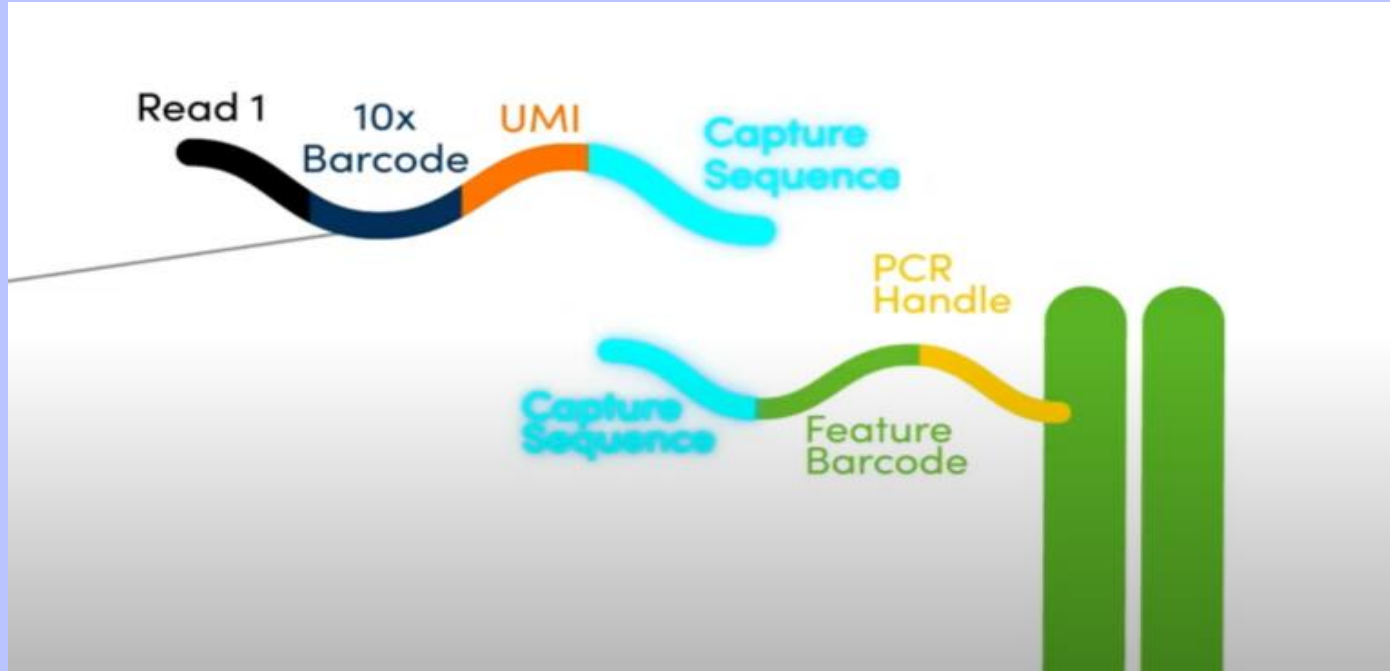 Read 1
10x
Barcode
UMI
Capture
Sequence
PCR
Handle
Capture
Sequence
Feature
Barcode